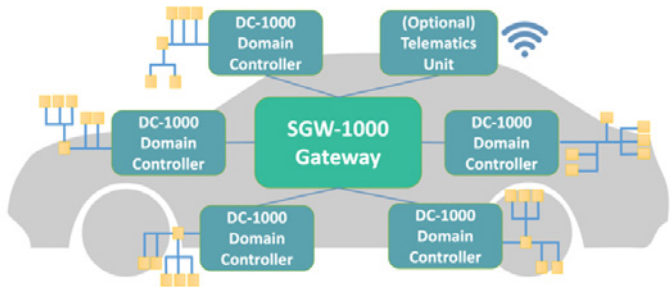 DC-1000
Domain
Controller
(Optional)
Telematics
Unit
DC-1000
Domain
Controller
SGW-1000
Gateway
DC-1000
Domain
Controller
DC-1000
Domain
Controller
DC-1000
Domain
Controller